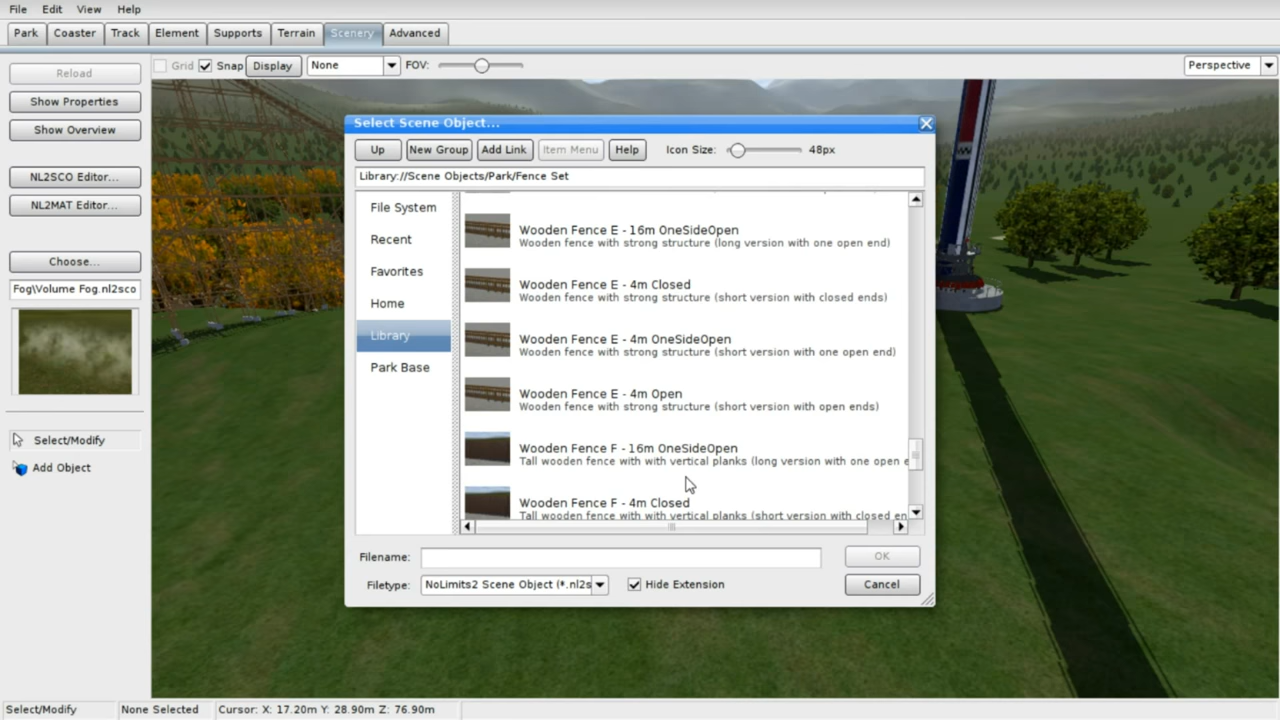 File Edit View Help
Park Coaster Track Element Supports Terrain Scenery Advanced
Reload
Grid Snap Display None FOV: Perspective
Show Properties
Show Overview
NL2SCO Editor...
NL2MAT Editor...
Choose...
Fog\Volume Fog.nl2sco
Select/Modify
Add Object
Select Scene Object...
Up New Group Add Link Item Menu Help Icon Size: 48px
Library://Scene Objects/Park/Fence Set
File System
Recent
Favorites
Home
Library
Park Base
Wooden Fence E - 16m OneSideOpen
Wooden fence with strong structure (long version with one open end)
Wooden Fence E - 4m Closed
Wooden fence with strong structure (short version with closed ends)
Wooden Fence E - 4m OneSideOpen
Wooden fence with strong structure (short version with one open end)
Wooden Fence E - 4m Open
Wooden fence with strong structure (short version with open ends)
Wooden Fence F - 16m OneSideOpen
Tall wooden fence with with vertical planks (long version with one open e
Wooden Fence F - 4m Closed
Tall wooden fence with with vertical planks (short version with closed en
Filename: OK
Filetype: NoLimits2 Scene Object (*.nl2s Hide Extension Cancel
Select/Modify None Selected Cursor: X: 17.20m Y: 28.90m Z: 76.90m